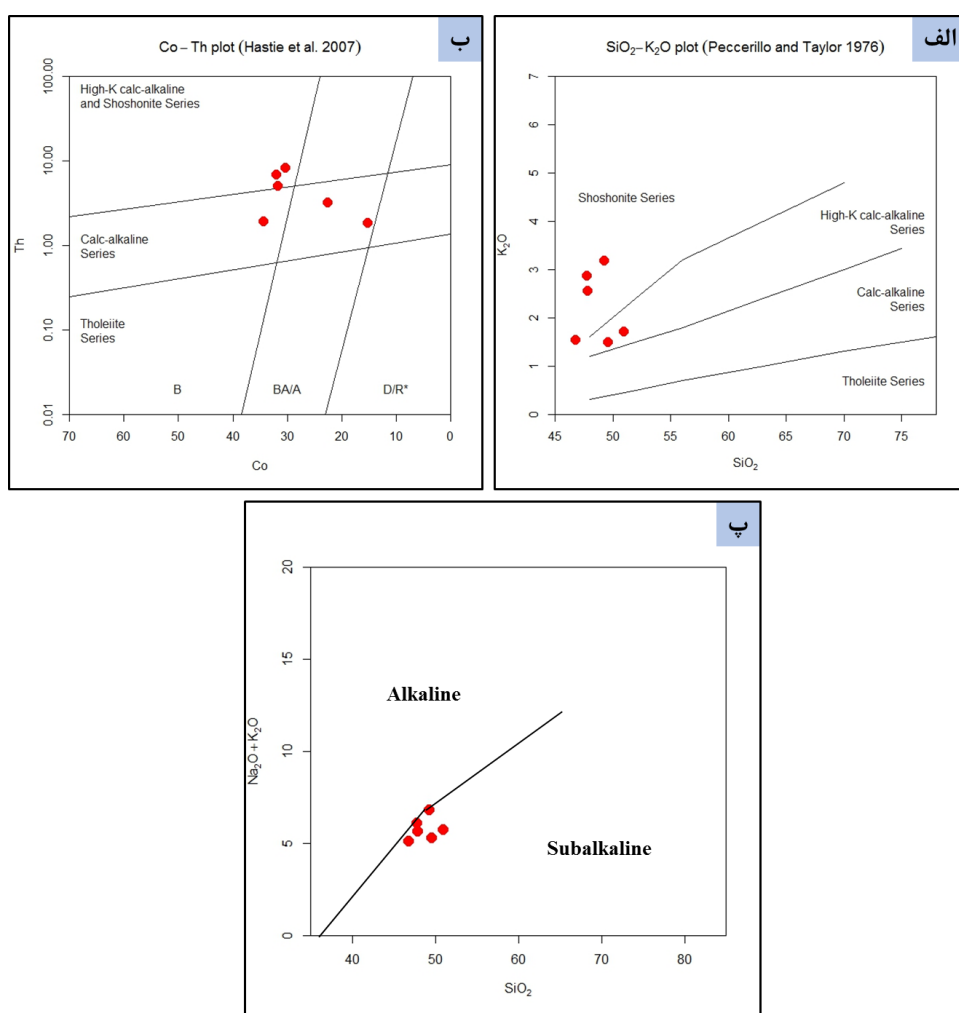 الف
SiO₂–K₂O plot (Peccerillo and Taylor 1976)
7
6
5
4
3
2
1
0
K₂O
Shoshonite Series
High-K calc-alkaline
Series
Calc-alkaline
Series
Tholeiite Series
45 50 55 60 65 70 75
SiO₂
ب
Co – Th plot (Hastie et al. 2007)
100.00
10.00
1.00
0.10
0.01
Th
High-K calc-alkaline
and Shoshonite Series
Calc-alkaline
Series
Tholeiite
Series
B BA/A D/R*
70 60 50 40 30 20 10 0
Co
پ
20
15
10
5
0
Na₂O+K₂O
Alkaline
Subalkaline
40 50 60 70 80
SiO₂